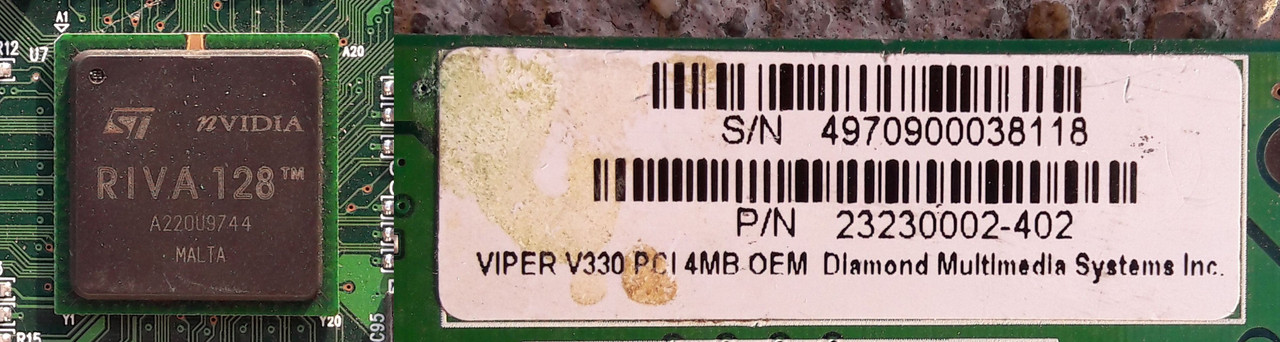 A1
R12
U7
A20
ST nVIDIA
RIVA 128™
A220U9744
MALTA
Y1
Y20
R15
C95
S/N 4970900038118
P/N 23230002-402
VIPER V330 PCI 4MB OEM Diamond Multimedia Systems Inc.